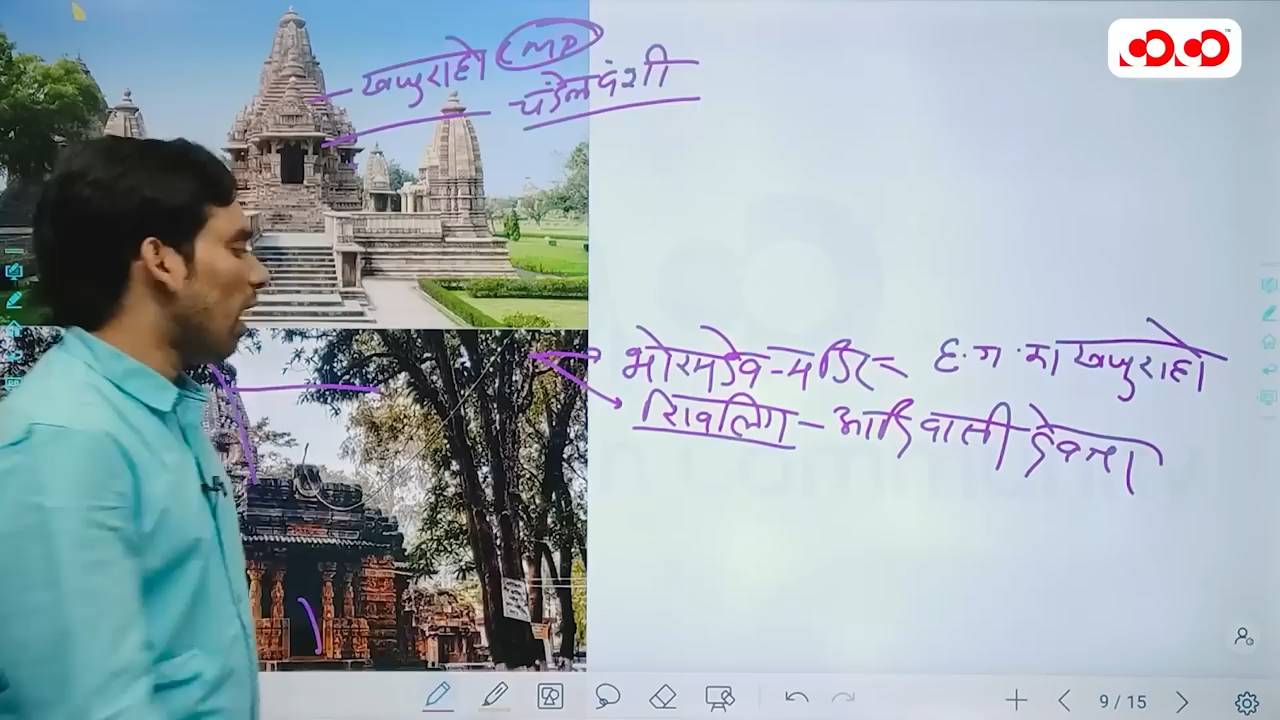 खजुराहो MP
चंदेलवंशी
भोरमदेव-मंदिर = छ.ग.का खजुराहो
शिवलिंग - आदिवासी देवता
9 / 15